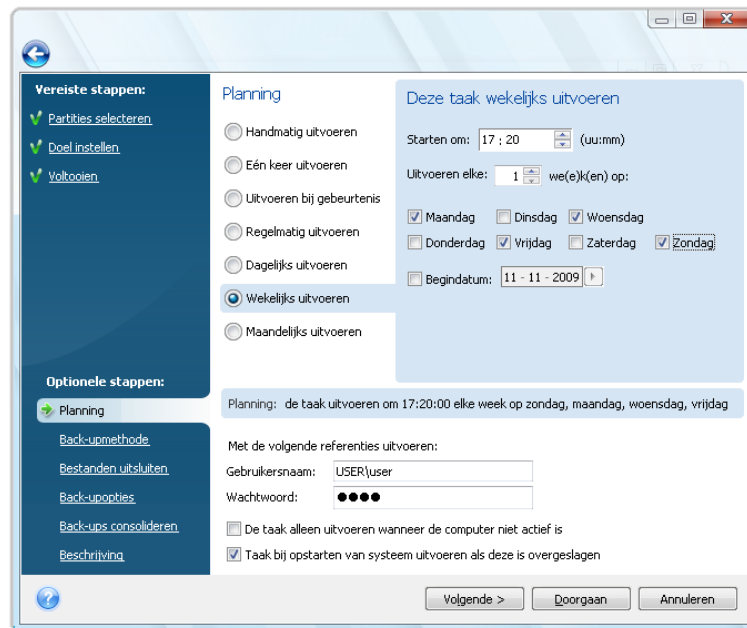 Vereiste stappen:
Partities selecteren
Doel instellen
Voltooien
Optionele stappen:
Planning
Back-upmethode
Bestanden uitsluiten
Back-upopties
Back-ups consolideren
Beschrijving
Planning
Handmatig uitvoeren
Eén keer uitvoeren
Uitvoeren bij gebeurtenis
Regelmatig uitvoeren
Dagelijks uitvoeren
Wekelijks uitvoeren
Maandelijks uitvoeren
Deze taak wekelijks uitvoeren
Starten om: 17 : 20 (uu:mm)
Uitvoeren elke: 1 we(e)k(en) op:
Maandag Dinsdag Woensdag
Donderdag Vrijdag Zaterdag Zondag
Begindatum: 11 - 11 - 2009
Planning: de taak uitvoeren om 17:20:00 elke week op zondag, maandag, woensdag, vrijdag
Met de volgende referenties uitvoeren:
Gebruikersnaam: USER\user
Wachtwoord: ●●●●
De taak alleen uitvoeren wanneer de computer niet actief is
Taak bij opstarten van systeem uitvoeren als deze is overgeslagen
Volgende > Doorgaan Annuleren